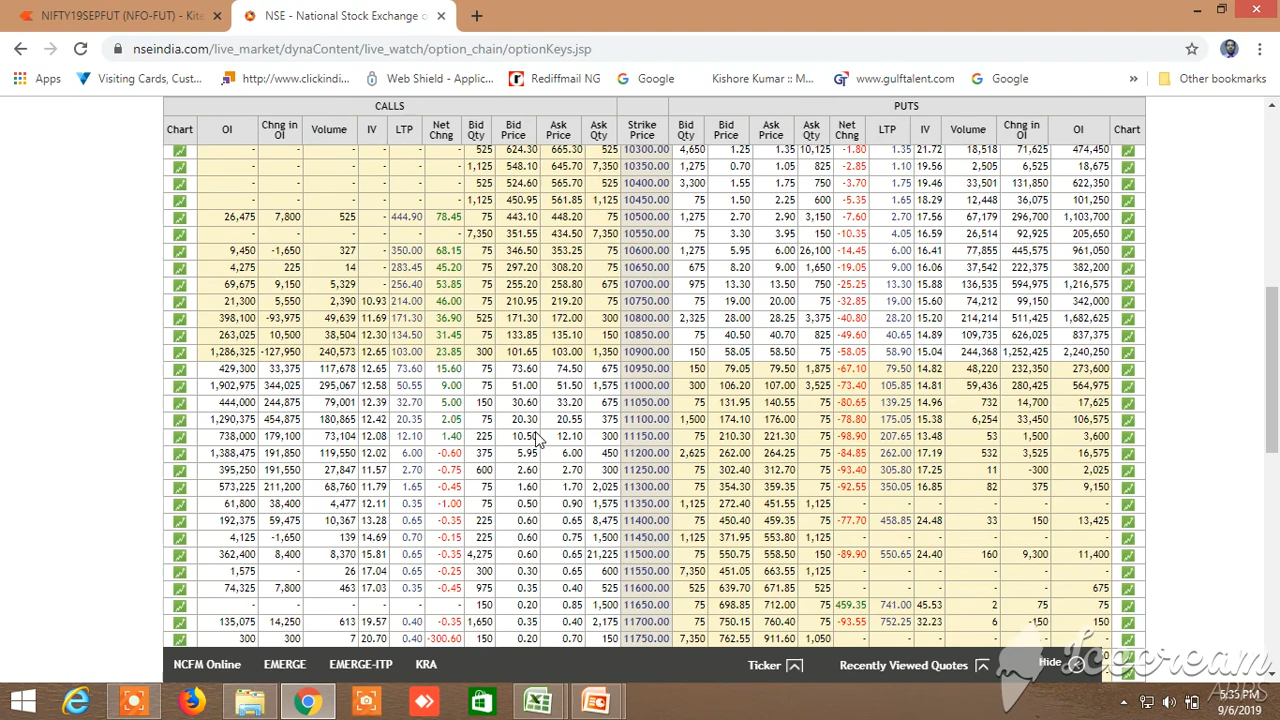 NIFTY19SEPFUT (NFO-FUT) - Kite
NSE - National Stock Exchange o
nseindia.com/live_market/dynaContent/live_watch/option_chain/optionKeys.jsp
Apps Visiting Cards, Cust... http://www.clickindi... Web Shield - Applic... Rediffmail NG Google Kishore Kumar :: M... www.gulftalent.com Google » Other bookmarks
CALLS PUTS
Chart OI Chng in OI Volume IV LTP Net Chng Bid Qty Bid Price Ask Price Ask Qty Strike Price Bid Qty Bid Price Ask Price Ask Qty Net Chng LTP IV Volume Chng in OI OI Chart
- - - - - - 525 624.30 665.30 525 10300.00 4,650 1.25 1.35 10,125 -1.80 1.35 21.72 18,518 71,625 474,450
- - - - - - 1,125 548.10 645.70 7,350 10350.00 1,275 0.70 1.05 825 -2.85 1.10 19.56 2,505 6,525 18,675
- - - - - - 525 524.60 565.70 525 10400.00 3,300 1.55 1.75 750 -3.70 1.75 19.46 33,501 131,850 622,350
- - - - - - 1,125 450.95 561.85 1,125 10450.00 75 1.50 2.25 600 -5.35 1.65 18.29 12,448 36,075 101,250
26,475 7,800 525 - 444.90 78.45 75 443.10 448.20 75 10500.00 1,275 2.70 2.90 3,150 -7.60 2.70 17.56 67,179 296,700 1,103,700
- - - - - - 7,350 351.55 434.50 7,350 10550.00 75 3.30 3.95 150 -10.35 4.05 16.59 26,514 92,925 205,650
9,450 -1,650 327 - 350.00 68.15 75 346.50 353.25 75 10600.00 1,275 5.95 6.00 26,100 -14.45 6.00 16.41 77,855 445,575 961,050
4,275 225 14 - 283.45 45.20 75 297.20 308.20 75 10650.00 675 8.20 9.00 1,650 -19.05 9.00 16.06 37,542 222,375 382,200
69,675 9,150 5,329 - 256.40 53.85 75 255.20 258.80 675 10700.00 975 13.30 13.50 750 -25.25 13.30 15.88 136,535 594,975 1,216,575
21,300 5,550 2,390 10.93 214.00 46.00 75 210.95 219.20 75 10750.00 75 19.00 20.00 75 -32.85 19.00 15.60 74,212 99,150 342,000
398,100 -93,975 49,639 11.69 171.30 36.90 525 171.30 172.00 300 10800.00 2,325 28.00 28.25 3,375 -40.80 28.20 15.20 214,214 511,425 1,682,625
263,025 10,500 38,504 12.30 134.50 31.45 75 133.85 135.10 150 10850.00 75 40.50 40.70 825 -49.60 40.65 14.89 109,735 626,025 837,375
1,286,325 -127,950 240,573 12.65 103.00 23.85 300 101.65 103.00 1,350 10900.00 150 58.05 58.50 75 -58.05 58.90 15.04 244,368 1,252,425 2,240,250
429,300 33,375 117,678 12.65 73.60 15.60 75 73.60 74.50 675 10950.00 150 79.05 79.50 1,875 -67.10 79.50 14.82 48,220 232,350 273,600
1,902,975 344,025 295,067 12.58 50.55 9.00 75 51.00 51.50 1,575 11000.00 300 106.20 107.00 3,525 -73.40 105.85 14.81 59,436 280,425 564,975
444,000 244,875 79,001 12.39 32.70 5.00 150 30.60 33.20 675 11050.00 75 131.95 140.55 75 -80.65 139.25 14.96 2,731 10,650 58,125
1,290,375 454,875 180,865 12.42 20.35 2.05 75 20.30 20.55 375 11100.00 1,500 174.10 176.00 75 -78.80 175.05 15.38 6,254 33,450 106,575
738,000 179,100 73,104 12.08 12.10 1.40 225 10.50 12.10 300 11150.00 75 210.30 221.30 75 -98.90 207.65 13.48 53 1,500 3,600
1,388,475 191,850 119,550 12.02 6.00 -0.60 375 5.95 6.00 450 11200.00 2,625 262.00 264.25 75 -84.85 262.00 17.19 532 3,525 16,575
395,250 191,550 27,847 11.57 2.70 -0.75 600 2.60 2.70 300 11250.00 75 302.40 312.70 75 -93.40 305.80 17.25 11 -300 2,025
573,225 211,200 68,760 11.79 1.65 -0.45 75 1.60 1.70 2,025 11300.00 75 354.30 359.35 75 -92.55 350.05 16.85 82 375 9,150
61,800 38,400 4,477 12.11 0.65 -1.00 75 0.50 0.90 1,575 11350.00 1,125 272.40 451.55 1,125 - - - - - -
192,375 59,475 10,367 13.28 0.65 -0.35 225 0.60 0.65 8,475 11400.00 75 450.40 459.35 75 -77.70 458.85 24.48 33 150 13,425
4,125 -1,650 139 14.69 0.70 -0.15 225 0.60 0.75 1,500 11450.00 1,125 371.95 553.80 1,125 - - - - - -
362,400 8,400 8,370 15.81 0.65 -0.35 4,275 0.60 0.65 21,225 11500.00 75 550.75 558.50 150 -89.90 550.65 24.40 160 9,300 11,400
1,575 - 26 17.04 0.65 -0.25 300 0.30 0.65 600 11550.00 7,350 451.05 663.55 1,125 - - - - - -
74,325 7,800 463 17.03 0.35 -0.45 975 0.35 0.40 525 11600.00 525 639.70 671.85 525 - - - - - 675
- - - - - - 150 0.20 0.85 1,500 11650.00 75 698.85 712.00 75 459.35 741.00 45.53 2 75 75
135,075 14,250 613 19.57 0.40 -0.35 1,650 0.35 0.40 2,175 11700.00 75 750.15 760.40 75 -93.55 752.25 32.23 6 -150 150
300 300 7 20.70 0.40 -300.60 150 0.20 0.70 150 11750.00 7,350 762.55 911.60 1,050 - -
NCFM Online EMERGE EMERGE-ITP KRA Ticker Recently Viewed Quotes Hide
Icecream
APPS
5:35 PM
9/6/2019